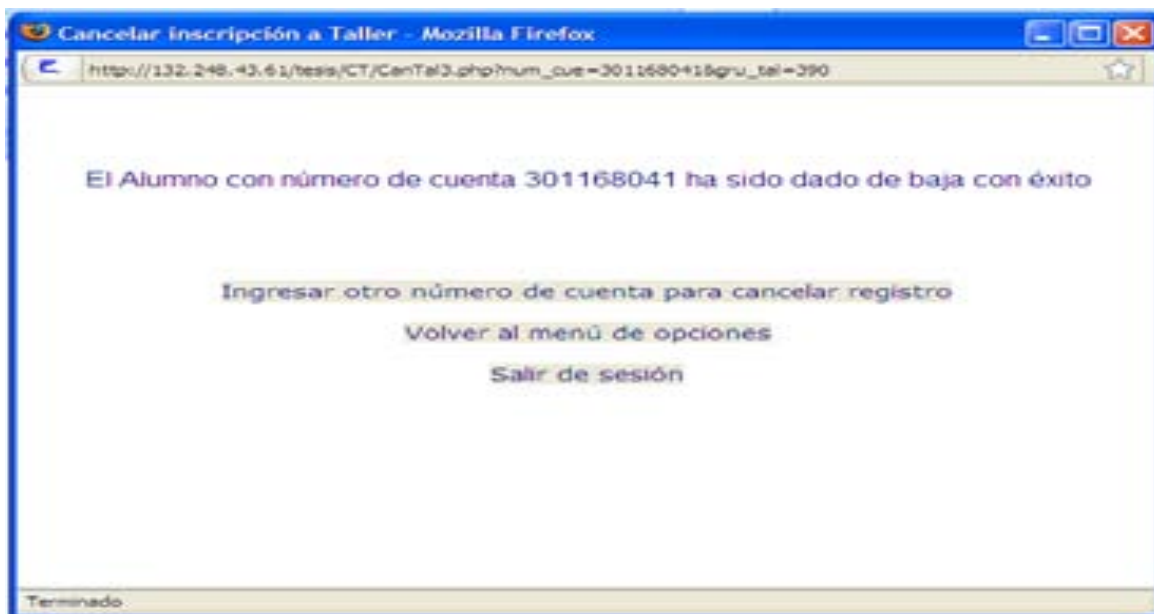 Cancelar inscripción a Taller - Mozilla Firefox
http://132.248.43.61/tesis/CT/CanTal3.php?num_cue=301168041&gru_tal=390
El Alumno con número de cuenta 301168041 ha sido dado de baja con éxito
Ingresar otro número de cuenta para cancelar registro
Volver al menú de opciones
Salir de sesión
Terminado